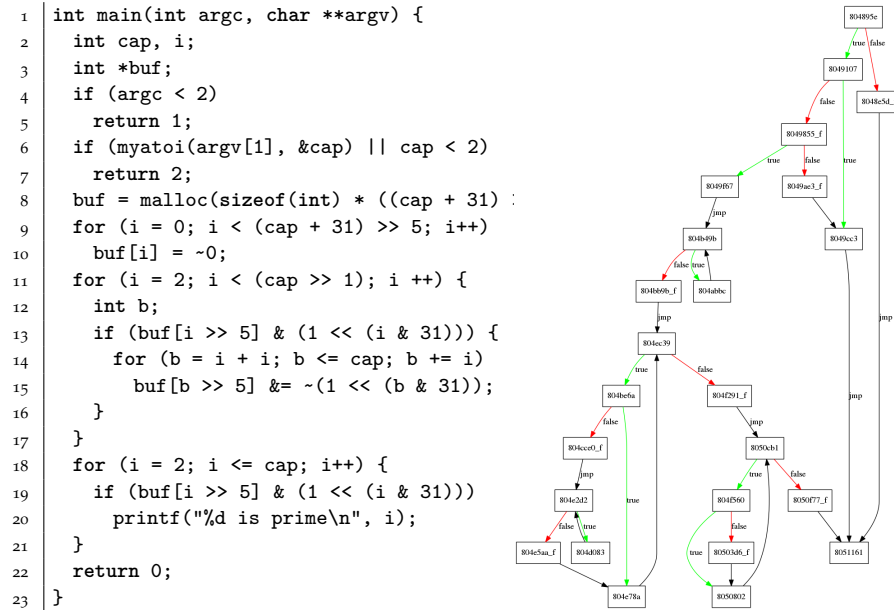 1 int main(int argc, char **argv) {
2 int cap, i;
3 int *buf;
4 if (argc < 2)
5 return 1;
6 if (myatoi(argv[1], &cap) || cap < 2)
7 return 2;
8 buf = malloc(sizeof(int) * ((cap + 31)
9 for (i = 0; i < (cap + 31) >> 5; i++)
10 buf[i] = ~0;
11 for (i = 2; i < (cap >> 1); i ++) {
12 int b;
13 if (buf[i >> 5] & (1 << (i & 31))) {
14 for (b = i + i; b <= cap; b += i)
15 buf[b >> 5] &= ~(1 << (b & 31));
16 }
17 }
18 for (i = 2; i <= cap; i++) {
19 if (buf[i >> 5] & (1 << (i & 31)))
20 printf("%d is prime\n", i);
21 }
22 return 0;
23 }
804895e
true false
8049107
8048e5d_
false
8049855_f
true false true
8049f67 8049ae3_f
jmp
804b49b 8049cc3
false true
804bb9b_f 804abbc
jmp jmp
804ec39
true false
804be6a 804f291_f
jmp
false
804cce0_f 8050cb1
jmp true false
804e2d2 804f560 8050f77_f
true
false true true false
804e5aa_f 804d083 80503d6_f 8051161
804e78a 8050802
jmp